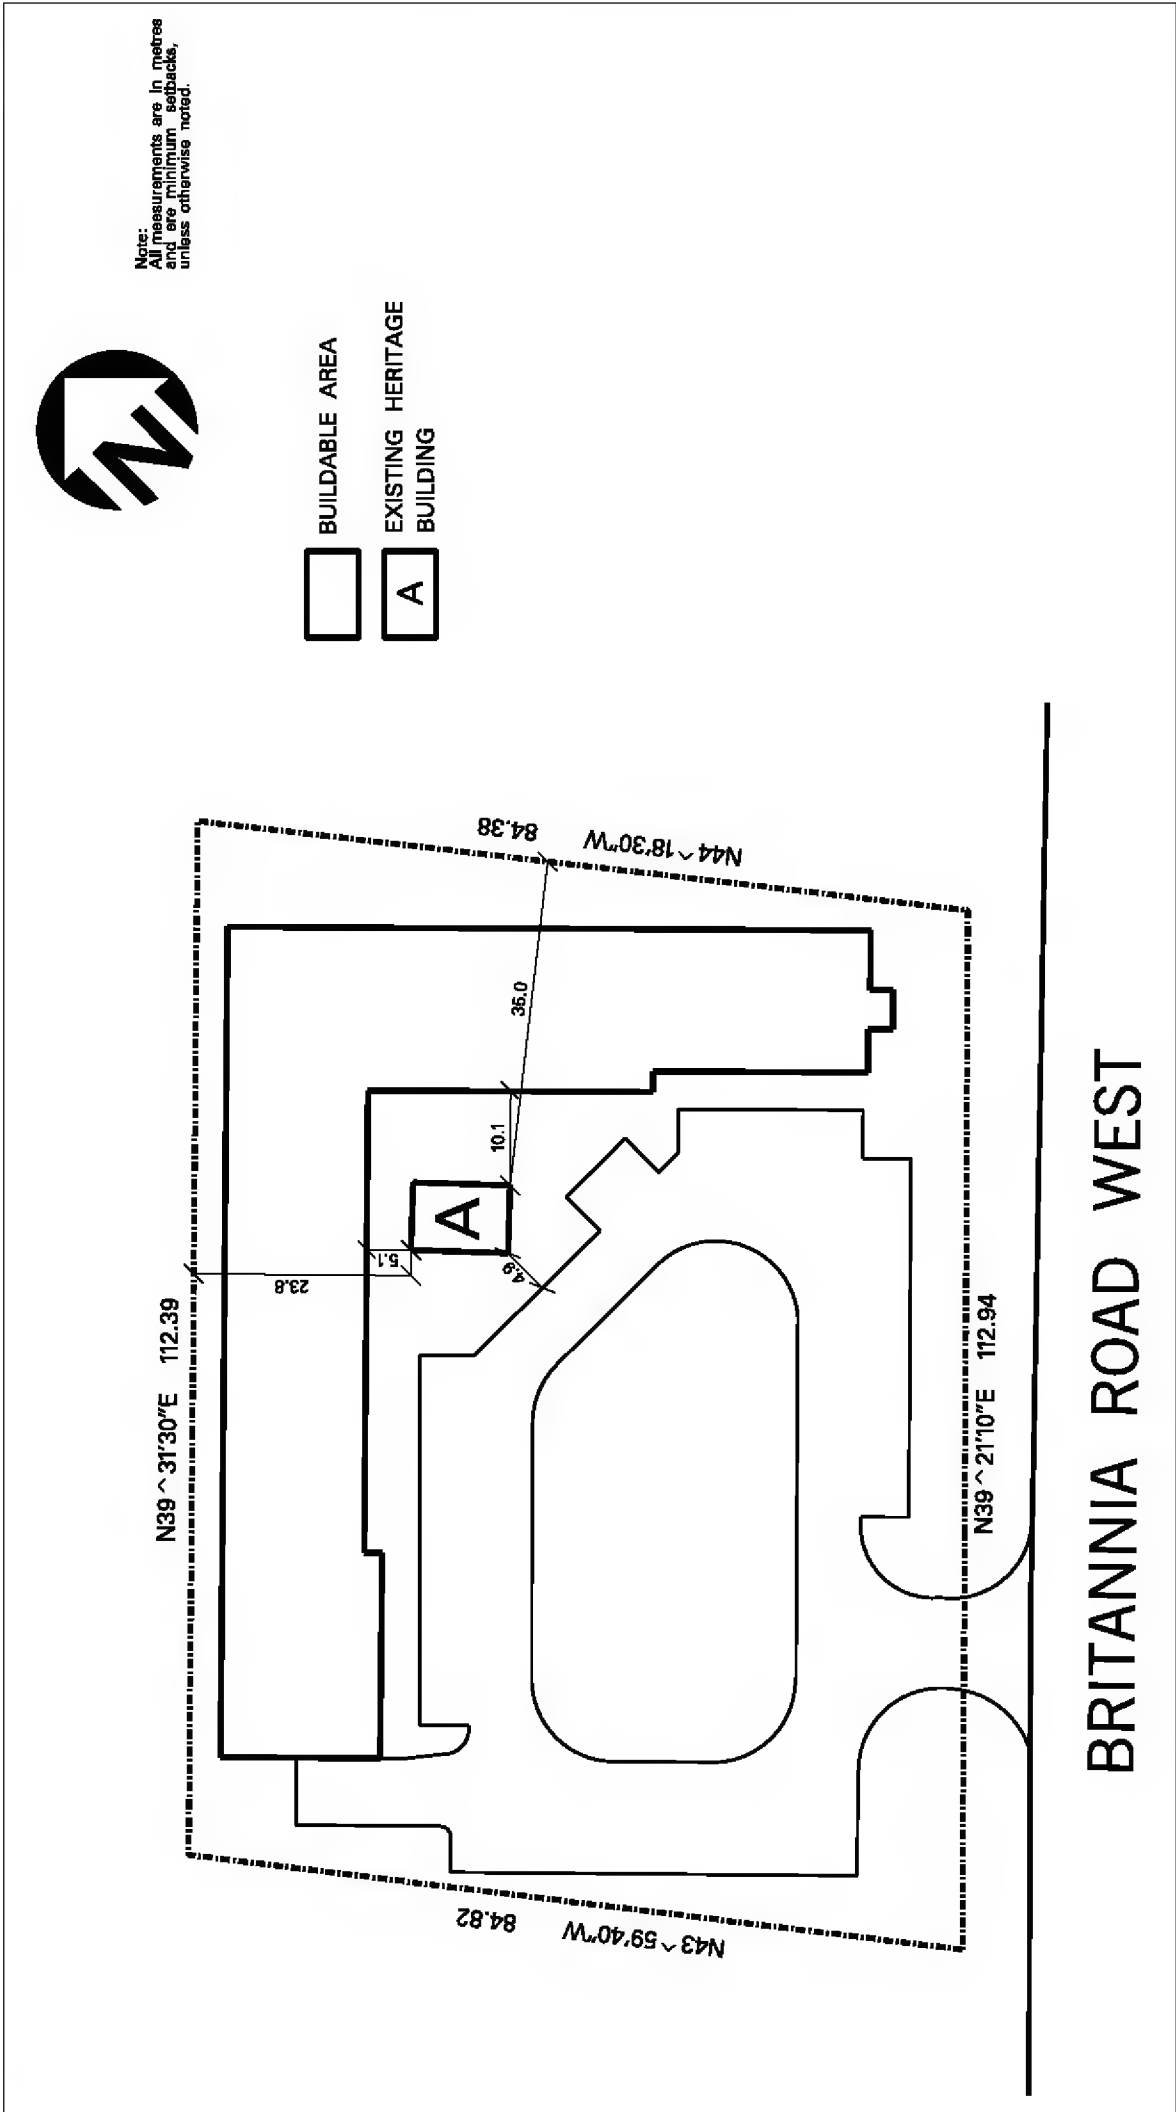 Note:
All measurements are in metres
and are minimum setbacks,
unless otherwise noted.
N
BUILDABLE AREA
A
EXISTING HERITAGE
BUILDING
N39^31'30"E 112.39
84.38
N44^18'30"W
23.8
5.1
A
10.1
36.0
4.9
84.82
N43^59'40"W
N39^21'10"E 112.94
BRITANNIA ROAD WEST